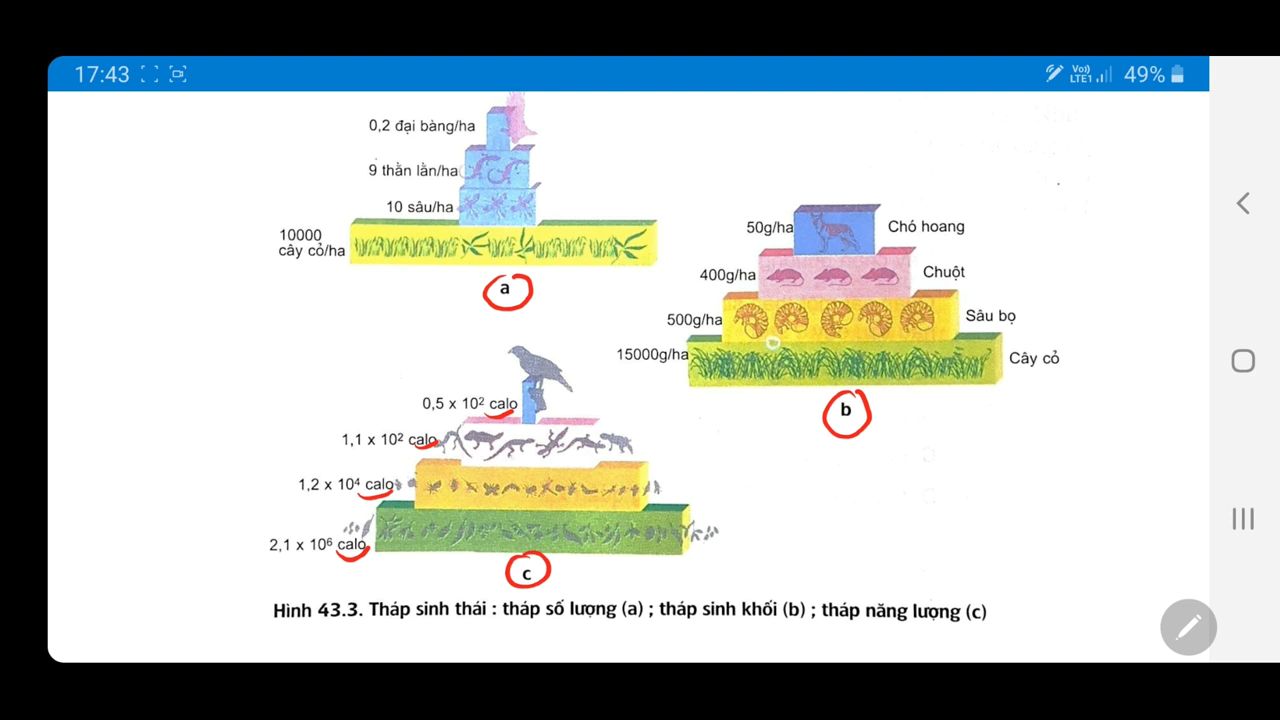 17:43
Vo))
LTE1
49%
0,2 đại bàng/ha
9 thằn lằn/ha
10 sâu/ha
10000
cây cỏ/ha
a
50g/ha
Chó hoang
400g/ha
Chuột
500g/ha
Sâu bọ
15000g/ha
Cây cỏ
b
0,5 x 10² calo
1,1 x 10² calo
1,2 x 10⁴ calo
2,1 x 10⁶ calo
c
Hình 43.3. Tháp sinh thái : tháp số lượng (a) ; tháp sinh khối (b) ; tháp năng lượng (c)